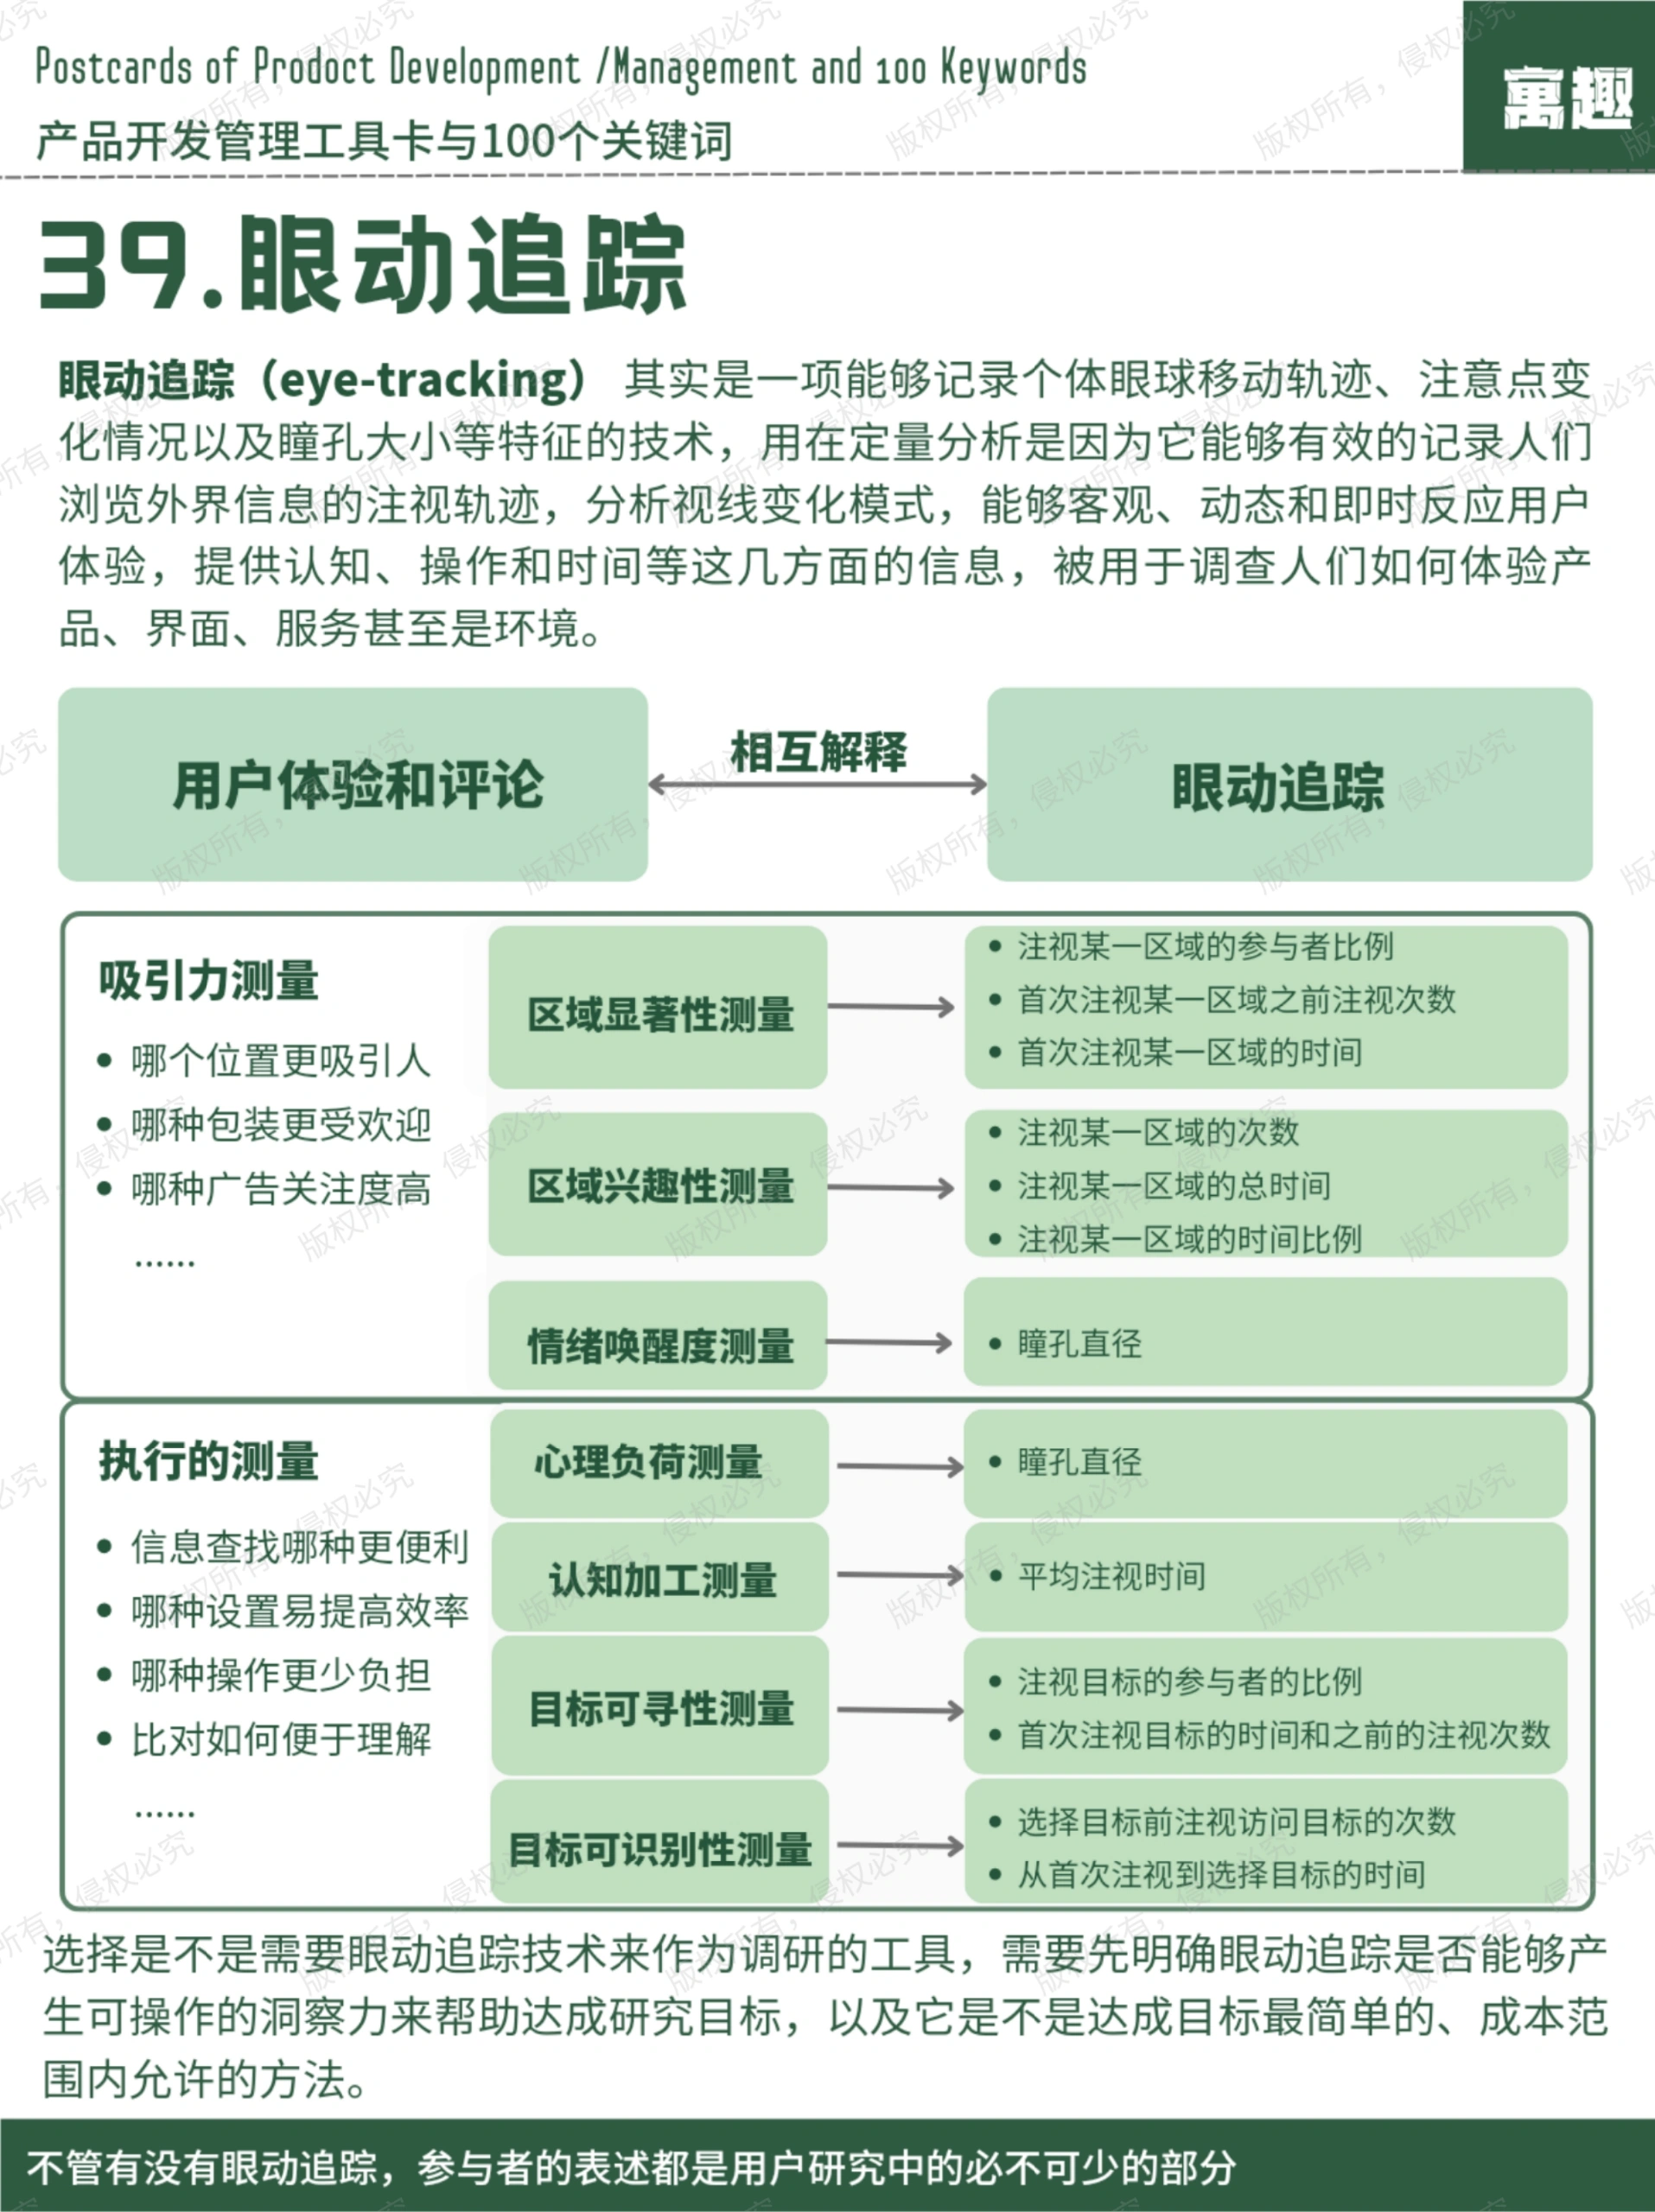 Postcards of Product Development /Management and 100 Keywords
产品开发管理工具卡与100个关键词
寓趣
39.眼动追踪
眼动追踪（eye-tracking） 其实是一项能够记录个体眼球移动轨迹、注意点变
化情况以及瞳孔大小等特征的技术，用在定量分析是因为它能够有效的记录人们
浏览外界信息的注视轨迹，分析视线变化模式，能够客观、动态和即时反应用户
体验，提供认知、操作和时间等这几方面的信息，被用于调查人们如何体验产
品、界面、服务甚至是环境。
用户体验和评论
相互解释
眼动追踪
吸引力测量
• 哪个位置更吸引人
• 哪种包装更受欢迎
• 哪种广告关注度高
······
区域显著性测量
• 注视某一区域的参与者比例
• 首次注视某一区域之前注视次数
• 首次注视某一区域的时间
区域兴趣性测量
• 注视某一区域的次数
• 注视某一区域的总时间
• 注视某一区域的时间比例
情绪唤醒度测量
• 瞳孔直径
执行的测量
• 信息查找哪种更便利
• 哪种设置易提高效率
• 哪种操作更少负担
• 比对如何便于理解
······
心理负荷测量
• 瞳孔直径
认知加工测量
• 平均注视时间
目标可寻性测量
• 注视目标的参与者的比例
• 首次注视目标的时间和之前的注视次数
目标可识别性测量
• 选择目标前注视访问目标的次数
• 从首次注视到选择目标的时间
选择是不是需要眼动追踪技术来作为调研的工具，需要先明确眼动追踪是否能够产
生可操作的洞察力来帮助达成研究目标，以及它是不是达成目标最简单的、成本范
围内允许的方法。
不管有没有眼动追踪，参与者的表述都是用户研究中的必不可少的部分
版权所有，侵权必究